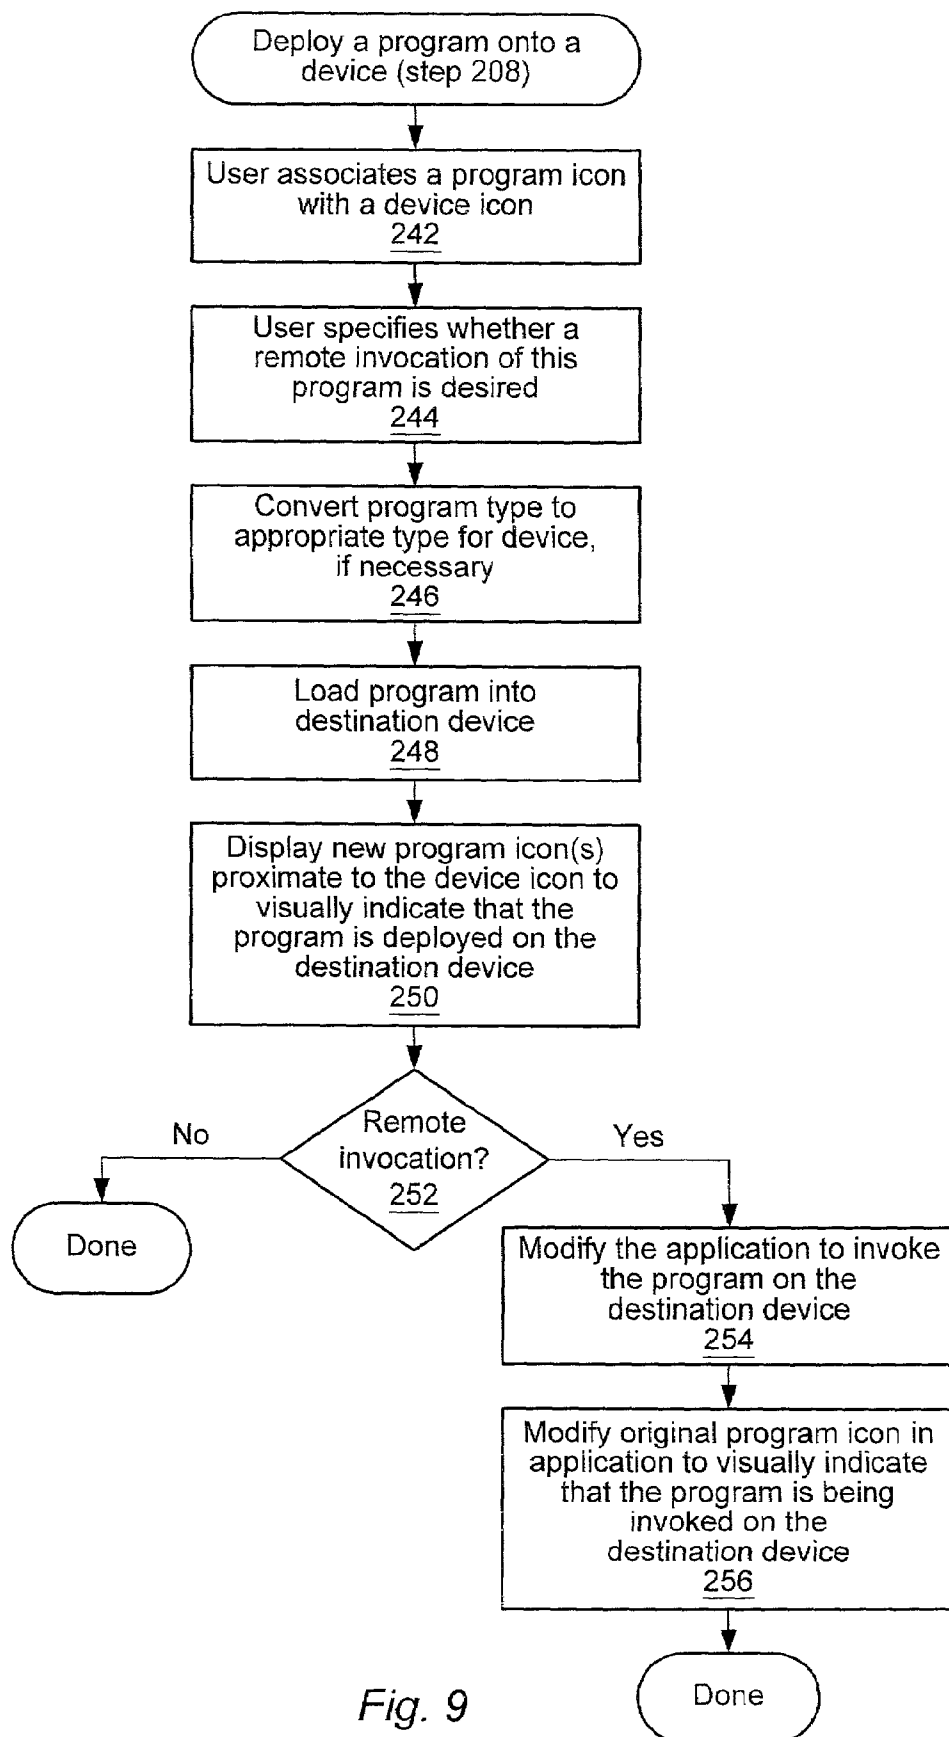 Deploy a program onto a
device (step 208)
User associates a program icon
with a device icon
242
User specifies whether a
remote invocation of this
program is desired
244
Convert program type to
appropriate type for device,
if necessary
246
Load program into
destination device
248
Display new program icon(s)
proximate to the device icon to
visually indicate that the
program is deployed on the
destination device
250
Remote
invocation?
252
No
Yes
Done
Modify the application to invoke
the program on the
destination device
254
Modify original program icon in
application to visually indicate
that the program is being
invoked on the
destination device
256
Done
Fig. 9